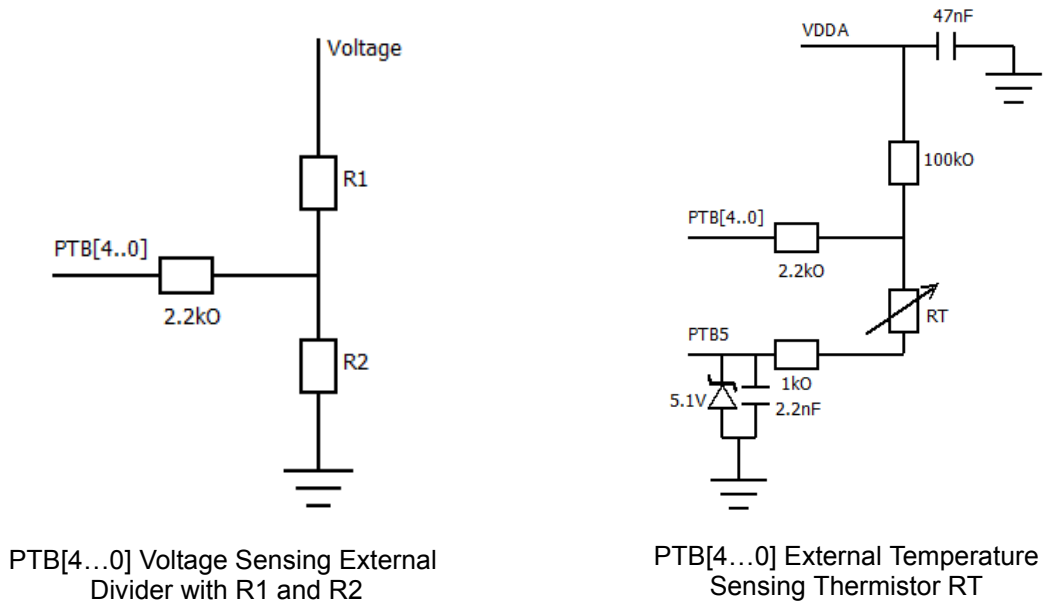 Voltage
R1
PTB[4..0]
2.2kO
R2
PTB[4...0] Voltage Sensing External
Divider with R1 and R2
47nF
VDDA
100kO
PTB[4..0]
2.2kO
RT
PTB5
1kO
5.1V
2.2nF
PTB[4...0] External Temperature
Sensing Thermistor RT